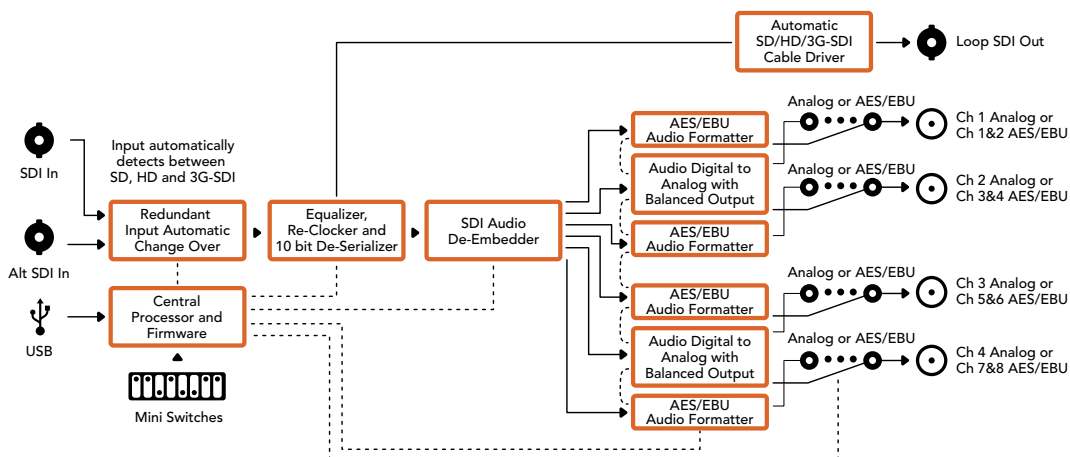 Automatic
SD/HD/3G-SDI
Cable Driver
Loop SDI Out
SDI In
Alt SDI In
USB
Input automatically
detects between
SD, HD and 3G-SDI
Redundant
Input Automatic
Change Over
Central
Processor and
Firmware
Mini Switches
Equalizer,
Re-Clocker and
10 bit De-Serializer
SDI Audio
De-Embedder
AES/EBU
Audio Formatter
Audio Digital to
Analog with
Balanced Output
AES/EBU
Audio Formatter
AES/EBU
Audio Formatter
Audio Digital to
Analog with
Balanced Output
AES/EBU
Audio Formatter
Analog or AES/EBU
Ch 1 Analog or
Ch 1&2 AES/EBU
Analog or AES/EBU
Ch 2 Analog or
Ch 3&4 AES/EBU
Analog or AES/EBU
Ch 3 Analog or
Ch 5&6 AES/EBU
Analog or AES/EBU
Ch 4 Analog or
Ch 7&8 AES/EBU